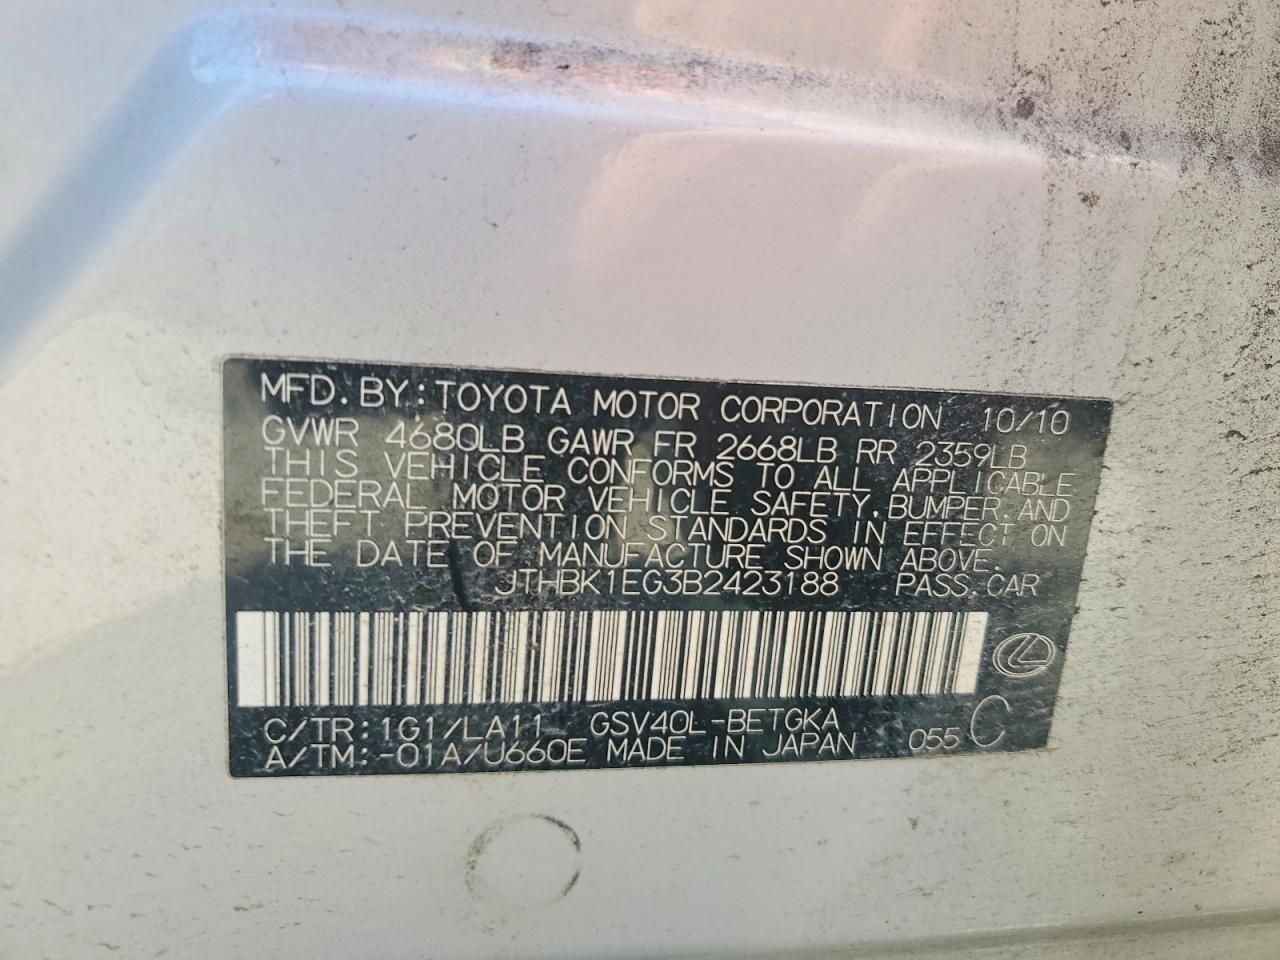 MFD. BY: TOYOTA MOTOR CORPORATION 10/10
GVWR 4680LB GAWR FR 2668LB RR 2359LB
THIS VEHICLE CONFORMS TO ALL APPLICABLE
FEDERAL MOTOR VEHICLE SAFETY, BUMPER, AND
THEFT PREVENTION STANDARDS IN EFFECT ON
THE DATE OF MANUFACTURE SHOWN ABOVE.
JTHBK1EG3B2423188 PASS. CAR
C/TR: 1G1/LA11 GSV40L-BETGKA
A/TM: -01A/U660E MADE IN JAPAN 055 C